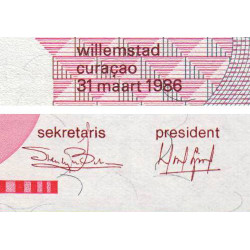 willemstad
curaçao
31 maart 1986
sekretaris president